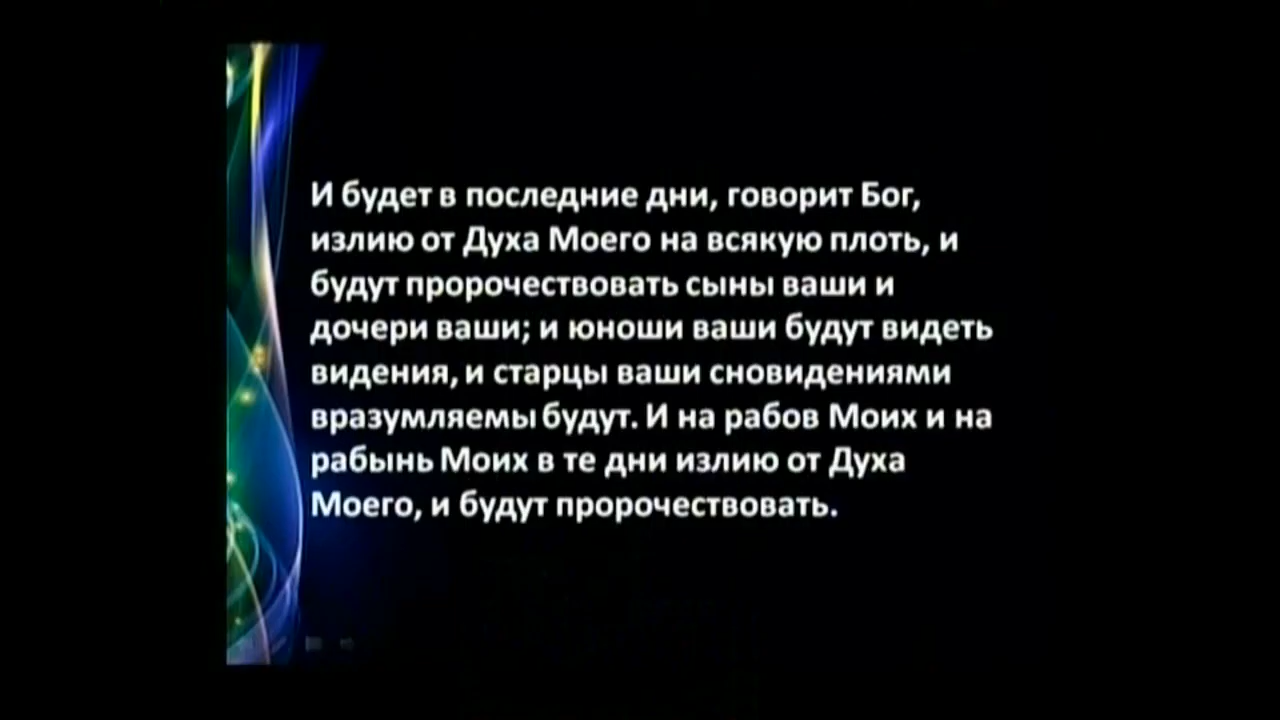 И будет в последние дни, говорит Бог,
излию от Духа Моего на всякую плоть, и
будут пророчествовать сыны ваши и
дочери ваши; и юноши ваши будут видеть
видения, и старцы ваши сновидениями
вразумляемы будут. И на рабов Моих и на
рабынь Моих в те дни излию от Духа
Моего, и будут пророчествовать.